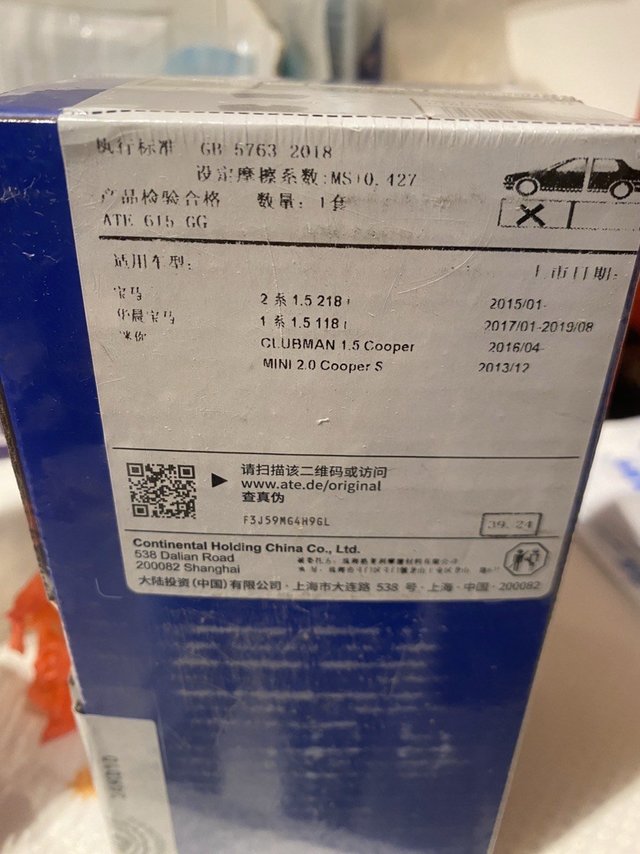 执行标准 GB 5763 2018
设定摩擦系数:MS+0.427
产品检验合格 数量: 1套
ATE 615 GG
适用车型: 上市日期:
宝马 2 系 1.5 218 i 2015/01-
华晨宝马 1 系 1.5 118 i 2017/01-2019/08
迷你 CLUBMAN 1.5 Cooper 2016/04-
MINI 2.0 Cooper S 2013/12
请扫描该二维码或访问
www.ate.de/original
查真伪
F3J59MG4H9GL
39.24
Continental Holding China Co., Ltd.
538 Dalian Road
200082 Shanghai
大陆投资(中国)有限公司·上海市大连路 538 号·上海·中国·200082